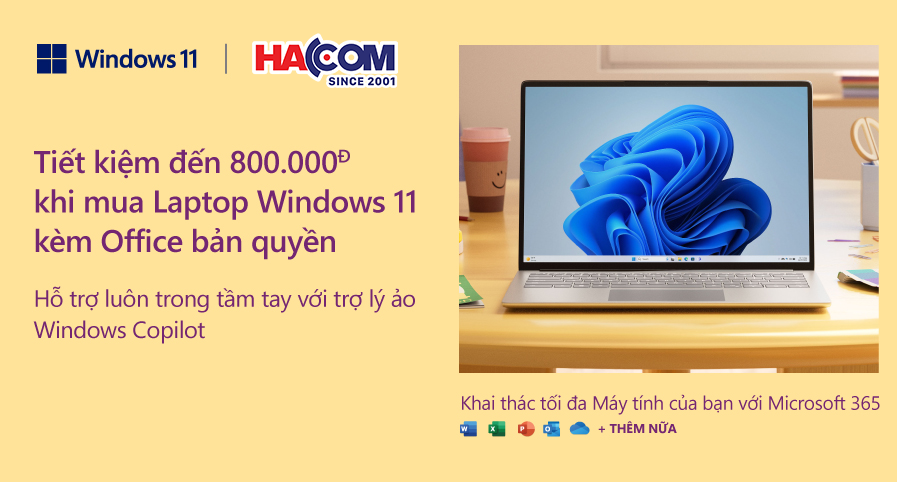 Windows 11
HACOM
SINCE 2001
Tiết kiệm đến 800.000Đ
khi mua Laptop Windows 11
kèm Office bản quyền
Hỗ trợ luôn trong tầm tay với trợ lý ảo
Windows Copilot
Khai thác tối đa Máy tính của bạn với Microsoft 365
W X P O + THÊM NỮA